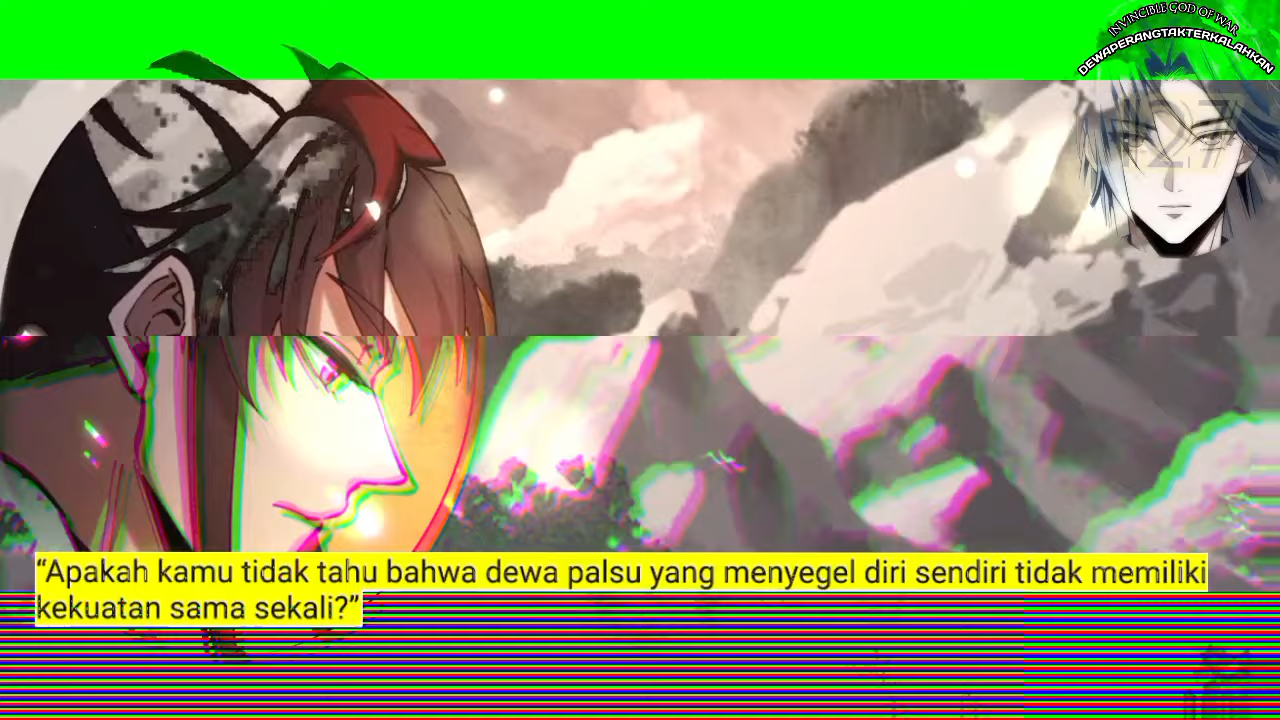 INVINCIBLE GOD OF WAR
DEWAPERANGTAKTERKALAHKAN
127
“Apakah kamu tidak tahu bahwa dewa palsu yang menyegel diri sendiri tidak memiliki
kekuatan sama sekali?”